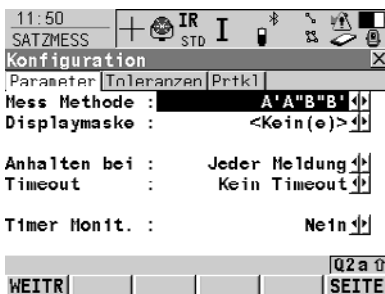 11:50
SATZMESS
IR
STD
I
Konfiguration
Parameter Toleranzen Prtkl
Mess Methode : A'A"B"B'
Displaymaske : <Kein(e)>
Anhalten bei : Jeder Meldung
Timeout : Kein Timeout
Timer Monit. : Nein
Q2a
WEITR SEITE